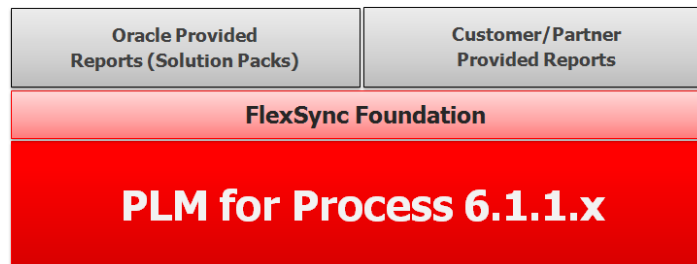 Oracle Provided
Reports (Solution Packs)
Customer/Partner
Provided Reports
FlexSync Foundation
PLM for Process 6.1.1.x